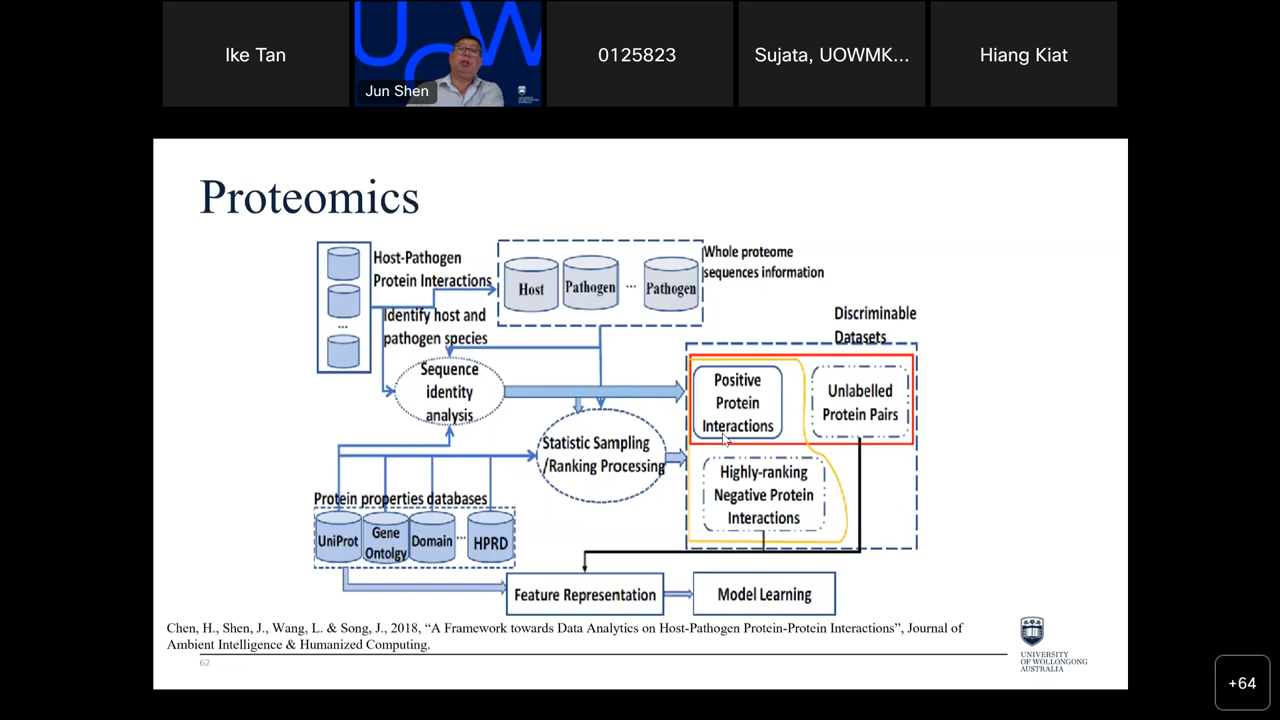 Ike Tan
UOW
Jun Shen
0125823
Sujata, UOWMK...
Hiang Kiat
Proteomics
Host-Pathogen
Protein Interactions
Host
Pathogen
...
Pathogen
Whole proteome
sequences information
...
Identify host and
pathogen species
Discriminable
Datasets
Sequence
identity
analysis
Positive
Protein
Interactions
Unlabelled
Protein Pairs
Statistic Sampling
/Ranking Processing
Highly-ranking
Negative Protein
Interactions
Protein properties databases
UniProt
Gene
Ontolgy
Domain
...
HPRD
Feature Representation
Model Learning
Chen, H., Shen, J., Wang, L. & Song, J., 2018, “A Framework towards Data Analytics on Host-Pathogen Protein-Protein Interactions”, Journal of
Ambient Intelligence & Humanized Computing.
62
UNIVERSITY
OF WOLLONGONG
AUSTRALIA
+64